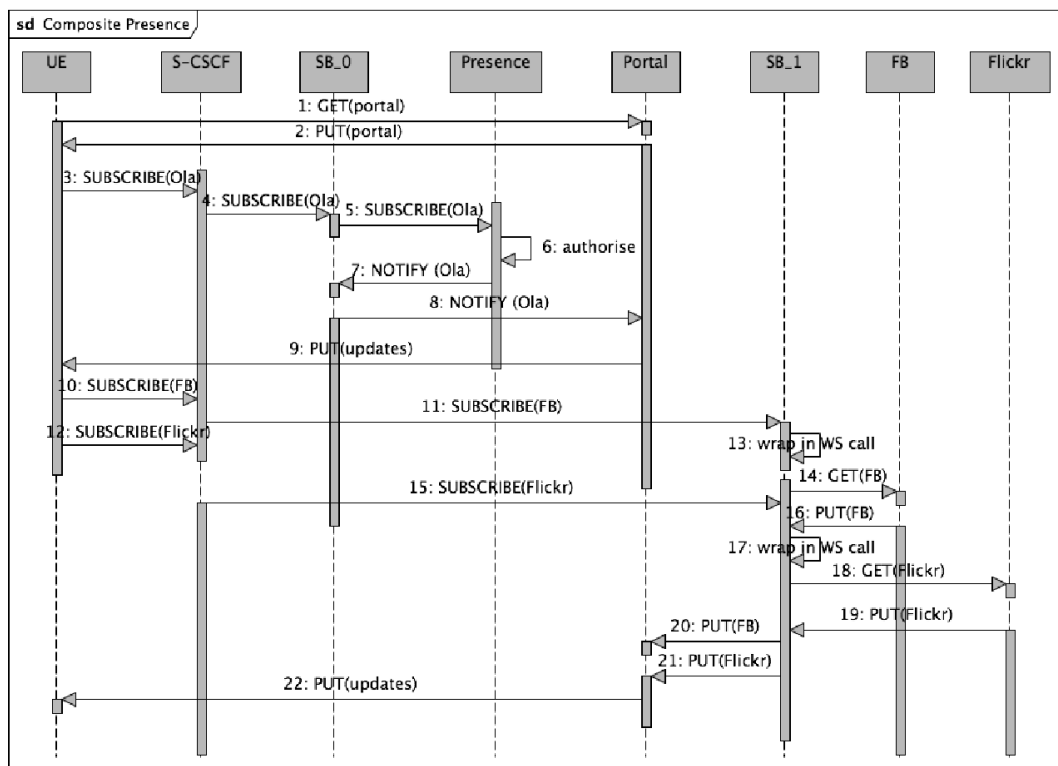 sd Composite Presence
UE
S-CSCF
SB_0
Presence
Portal
SB_1
FB
Flickr
1: GET(portal)
2: PUT(portal)
3: SUBSCRIBE(Ola)
4: SUBSCRIBE(Ola)
5: SUBSCRIBE(Ola)
6: authorise
7: NOTIFY (Ola)
8: NOTIFY (Ola)
9: PUT(updates)
10: SUBSCRIBE(FB)
11: SUBSCRIBE(FB)
12: SUBSCRIBE(Flickr)
13: wrap in WS call
14: GET(FB)
15: SUBSCRIBE(Flickr)
16: PUT(FB)
17: wrap in WS call
18: GET(Flickr)
19: PUT(Flickr)
20: PUT(FB)
21: PUT(Flickr)
22: PUT(updates)